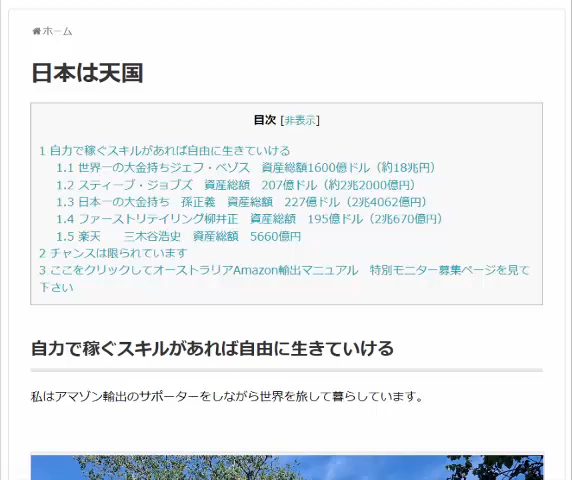 ホーム
日本は天国
目次 [非表示]
1 自力で稼ぐスキルがあれば自由に生きていける
1.1 世界一の大金持ちジェフ・ベゾス　資産総額1600億ドル（約18兆円）
1.2 スティーブ・ジョブズ　資産総額　207億ドル（約2兆2000億円）
1.3 日本一の大金持ち　孫正義　資産総額　227億ドル（2兆4062億円）
1.4 ファーストリテイリング柳井正　資産総額　195億ドル（2兆670億円）
1.5 楽天　　三木谷浩史　資産総額　5660億円
2 チャンスは限られています
3 ここをクリックしてオーストラリアAmazon輸出マニュアル　特別モニター募集ページを見て
下さい
自力で稼ぐスキルがあれば自由に生きていける
私はアマゾン輸出のサポーターをしながら世界を旅して暮らしています。